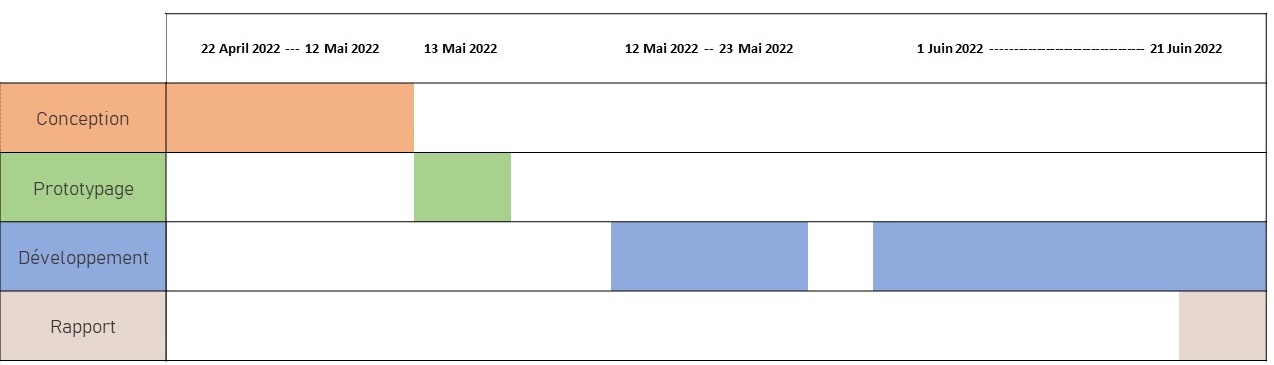 22 April 2022 --- 12 Mai 2022 13 Mai 2022 12 Mai 2022 -- 23 Mai 2022 1 Juin 2022 --------------------------------- 21 Juin 2022
Conception
Prototypage
Développement
Rapport